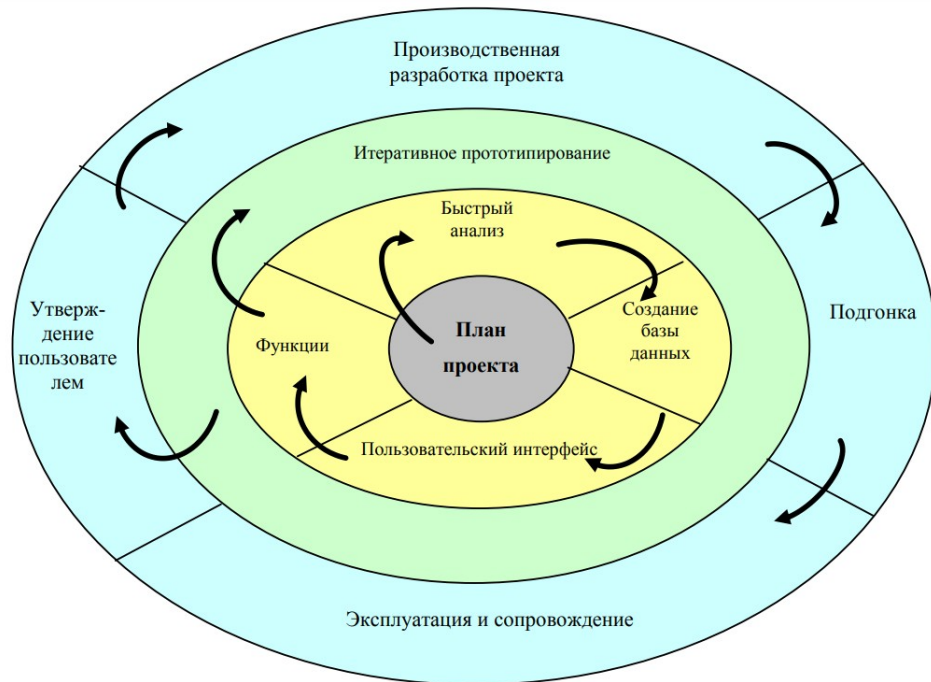 Производственная
разработка проекта
Итеративное прототипирование
Быстрый
анализ
Утверж-
дение
пользовате
лем
Функции
План
проекта
Создание
базы
данных
Подгонка
Пользовательский интерфейс
Эксплуатация и сопровождение